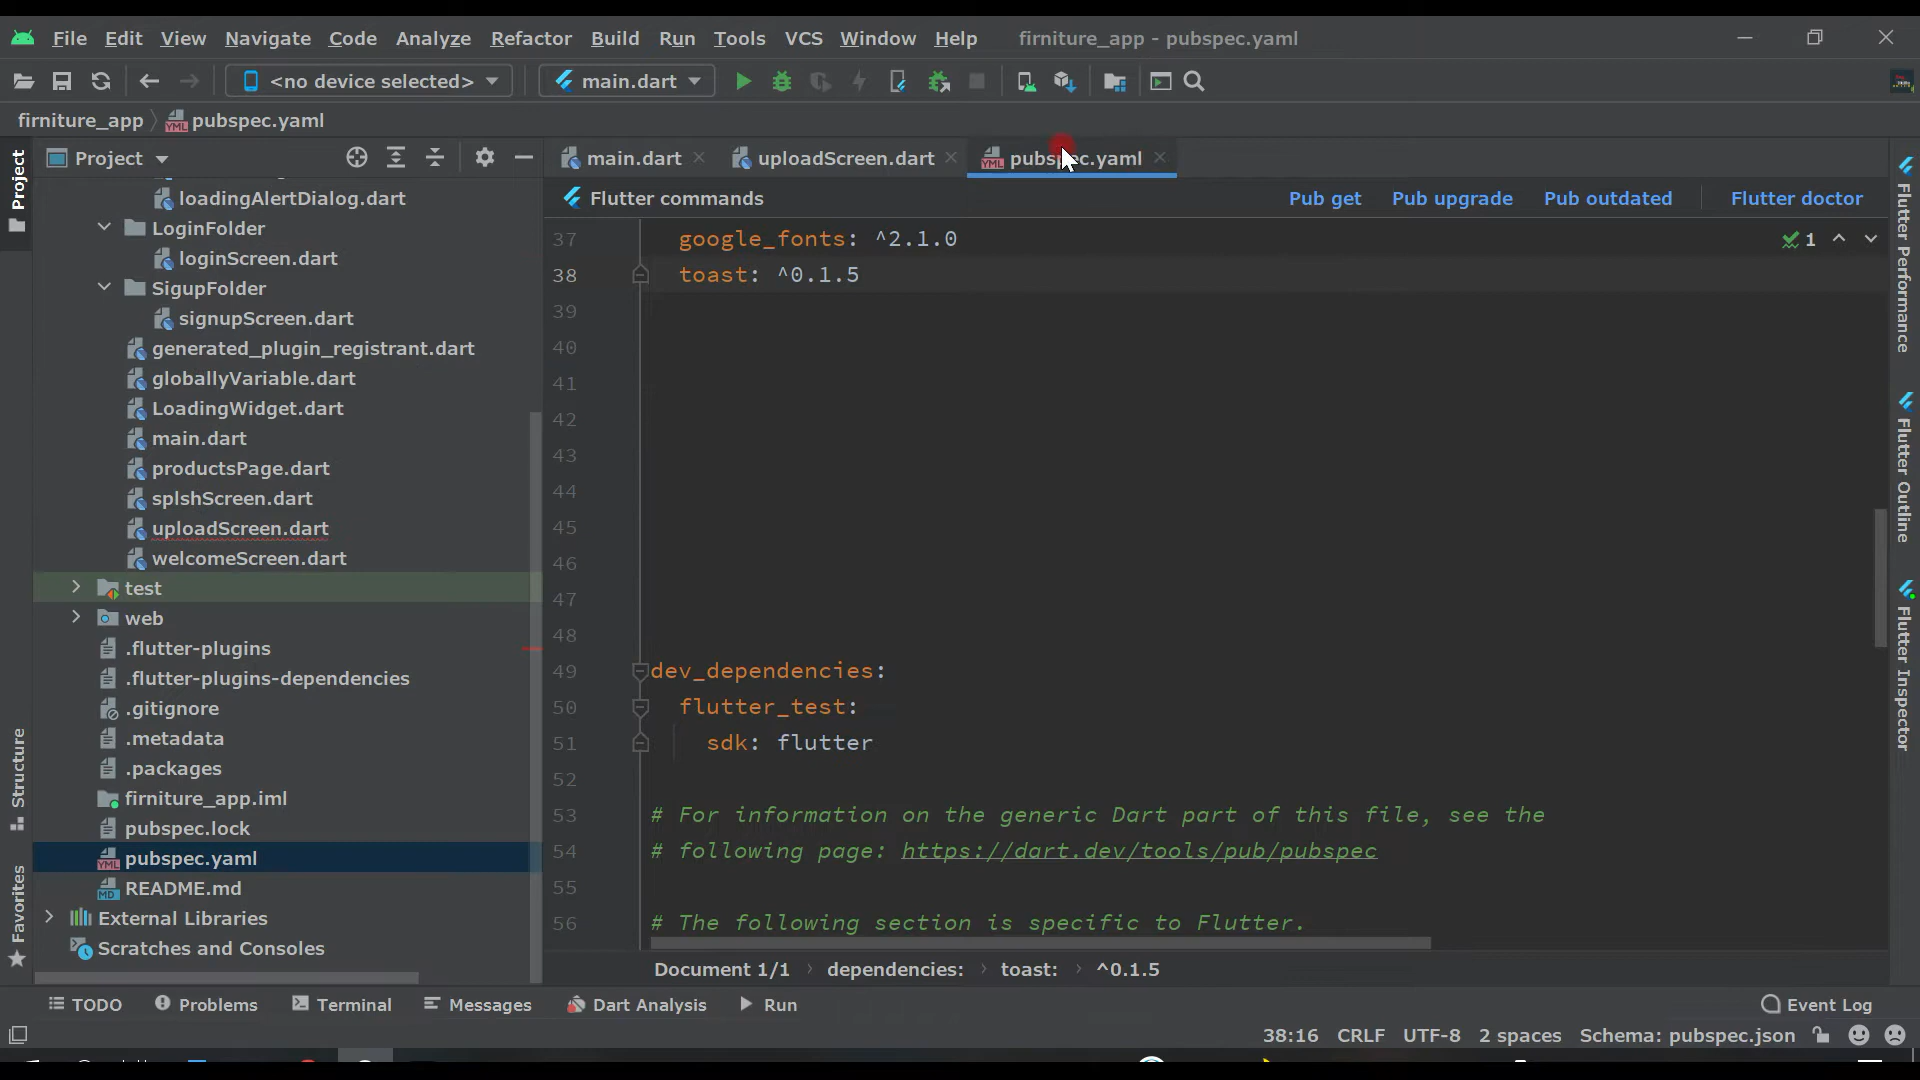 File Edit View Navigate Code Analyze Refactor Build Run Tools VCS Window Help firniture_app - pubspec.yaml
<no device selected> main.dart
firniture_app pubspec.yaml
Project
Project
main.dart uploadScreen.dart pubspec.yaml
Flutter commands Pub get Pub upgrade Pub outdated Flutter doctor
loadingAlertDialog.dart
LoginFolder
loginScreen.dart
SigupFolder
signupScreen.dart
generated_plugin_registrant.dart
globallyVariable.dart
LoadingWidget.dart
main.dart
productsPage.dart
splshScreen.dart
uploadScreen.dart
welcomeScreen.dart
test
web
.flutter-plugins
.flutter-plugins-dependencies
.gitignore
.metadata
.packages
firniture_app.iml
pubspec.lock
pubspec.yaml
README.md
External Libraries
Scratches and Consoles
Structure
Favorites
37 google_fonts: ^2.1.0
38 toast: ^0.1.5
39
40
41
42
43
44
45
46
47
48
49 dev_dependencies:
50 flutter_test:
51 sdk: flutter
52
53 # For information on the generic Dart part of this file, see the
54 # following page: https://dart.dev/tools/pub/pubspec
55
56 # The following section is specific to Flutter.
1
Flutter Performance
Flutter Outline
Flutter Inspector
Document 1/1 dependencies: toast: ^0.1.5
TODO Problems Terminal Messages Dart Analysis Run Event Log
38:16 CRLF UTF-8 2 spaces Schema: pubspec.json